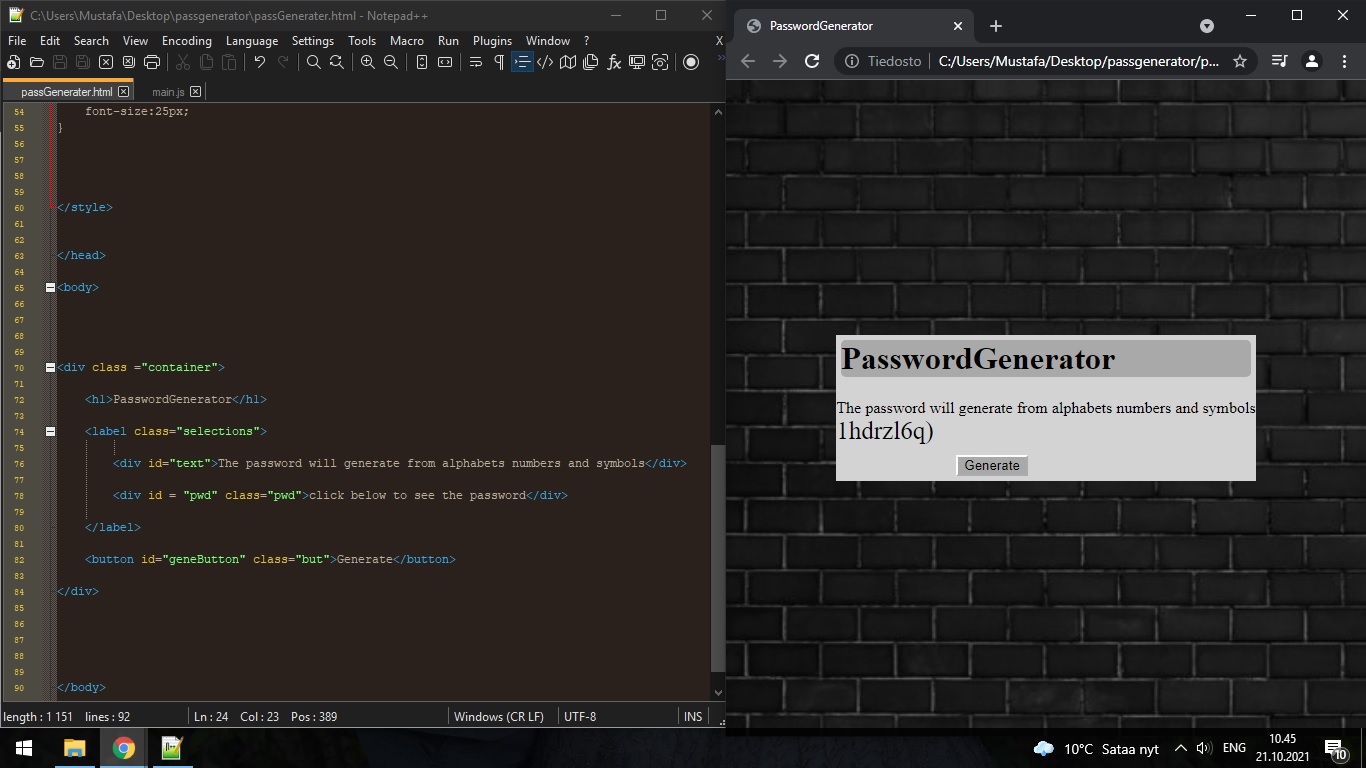 C:\Users\Mustafa\Desktop\passgenerator\passGenerater.html - Notepad++
File Edit Search View Encoding Language Settings Tools Macro Run Plugins Window ? X
passGenerater.html main.js
54 font-size:25px;
55 }
56
57
58
59
60 </style>
61
62
63 </head>
64
65 <body>
66
67
68
69
70 <div class ="container">
71
72 <h1>PasswordGenerator</h1>
73
74 <label class="selections">
75
76 <div id="text">The password will generate from alphabets numbers and symbols</div>
77
78 <div id = "pwd" class="pwd">click below to see the password</div>
79
80 </label>
81
82 <button id="geneButton" class="but">Generate</button>
83
84 </div>
85
86
87
88
89
90 </body>
length : 1 151 lines : 92 Ln : 24 Col : 23 Pos : 389 Windows (CR LF) UTF-8 INS
PasswordGenerator
Tiedosto C:/Users/Mustafa/Desktop/passgenerator/p...
PasswordGenerator
The password will generate from alphabets numbers and symbols
1hdrzl6q)
Generate
10°C Sataa nyt ENG 10.45
21.10.2021
10